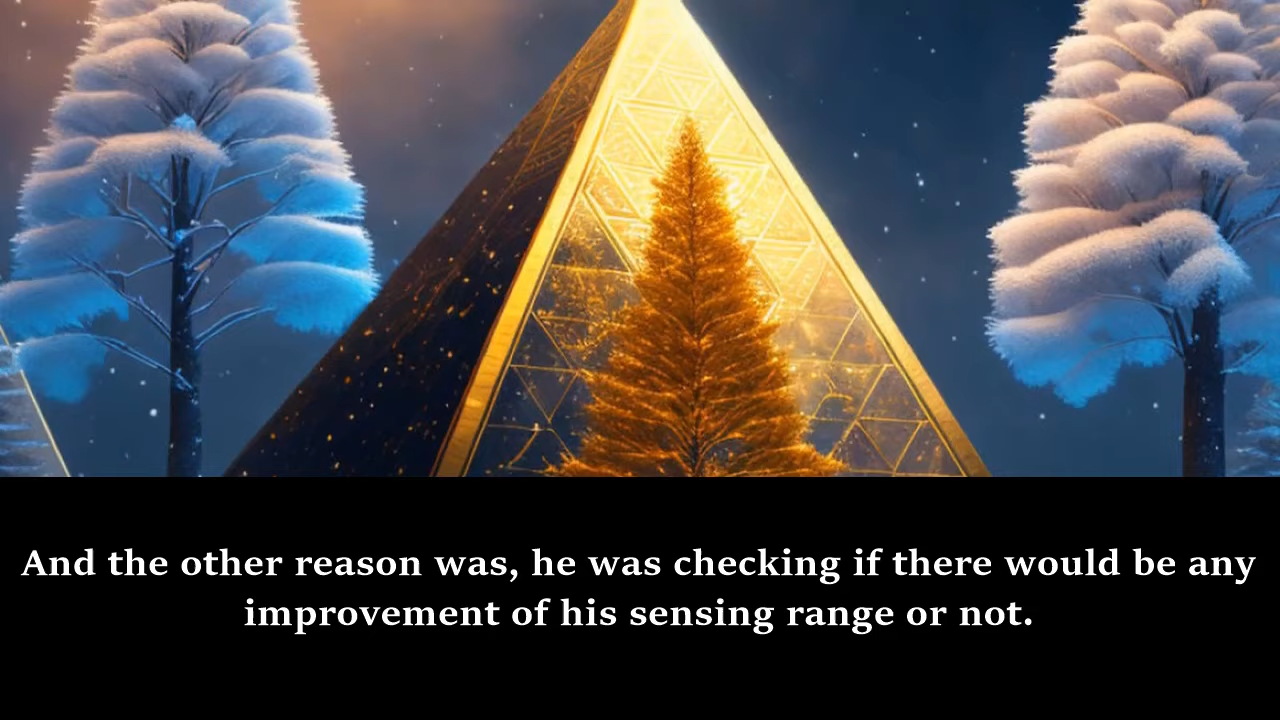 And the other reason was, he was checking if there would be any
improvement of his sensing range or not.